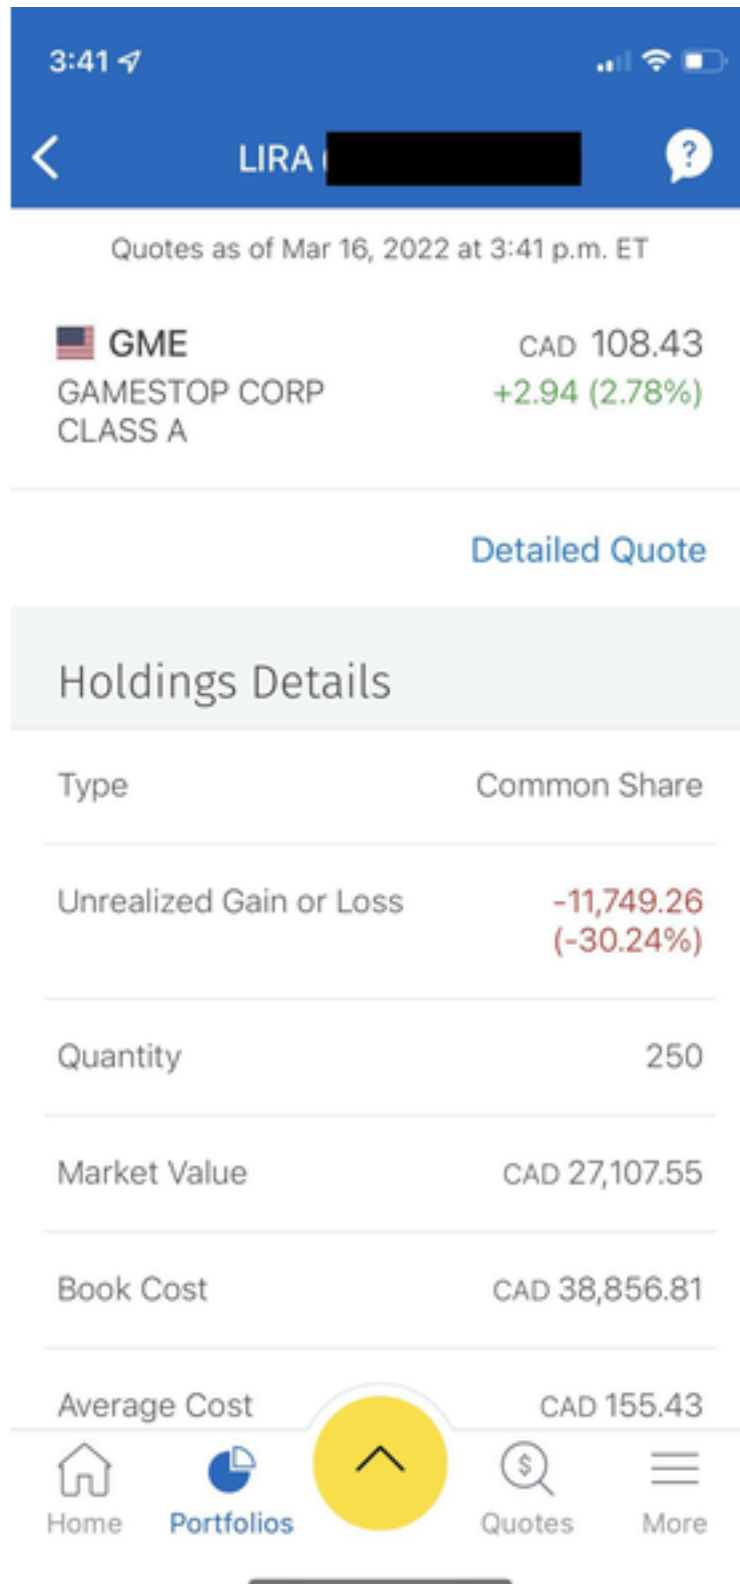 3:41
LIRA (
?
Quotes as of Mar 16, 2022 at 3:41 p.m. ET
GME CAD 108.43
GAMESTOP CORP +2.94 (2.78%)
CLASS A
Detailed Quote
Holdings Details
Type Common Share
Unrealized Gain or Loss -11,749.26
(-30.24%)
Quantity 250
Market Value CAD 27,107.55
Book Cost CAD 38,856.81
Average Cost CAD 155.43
$
Home Portfolios Quotes More